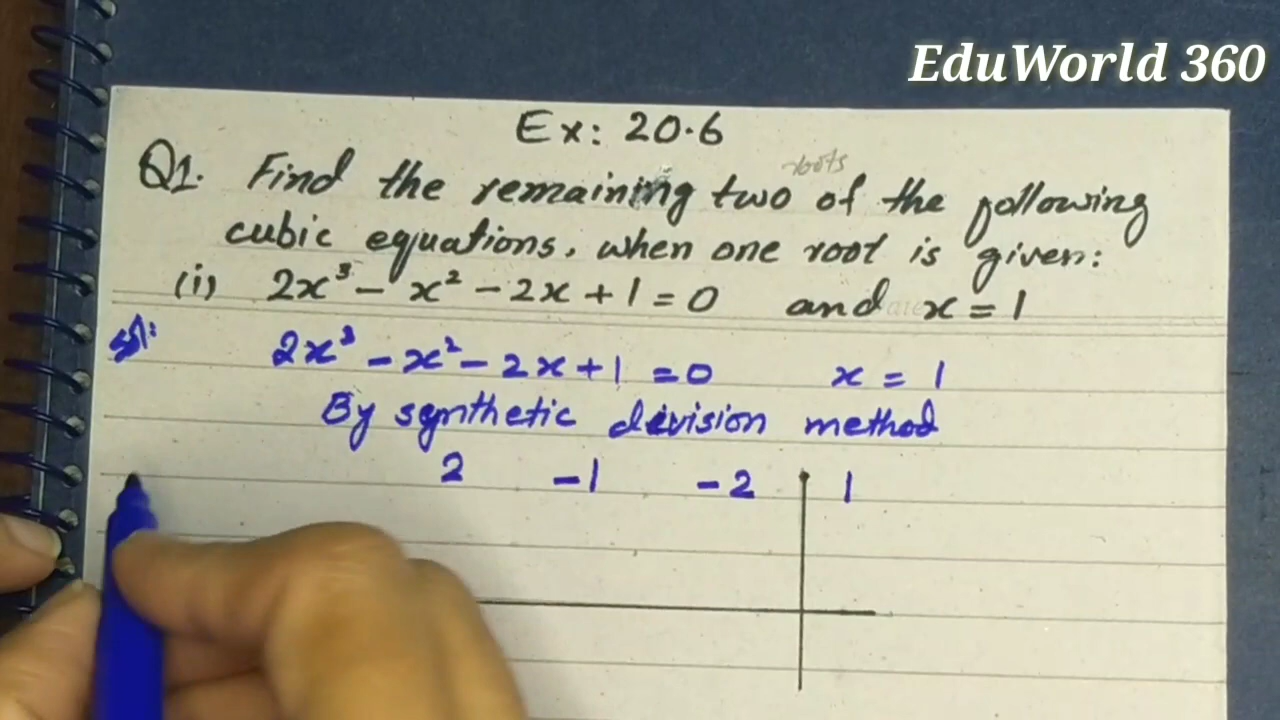 EduWorld 360
Ex: 20.6
roots
Q1. Find the remaining two of the following
cubic equations, when one root is given:
(i) 2x³ - x² - 2x + 1 = 0 and x = 1
Sol:
2x³ - x² - 2x + 1 = 0 x = 1
By synthetic division method
2 -1 -2 1